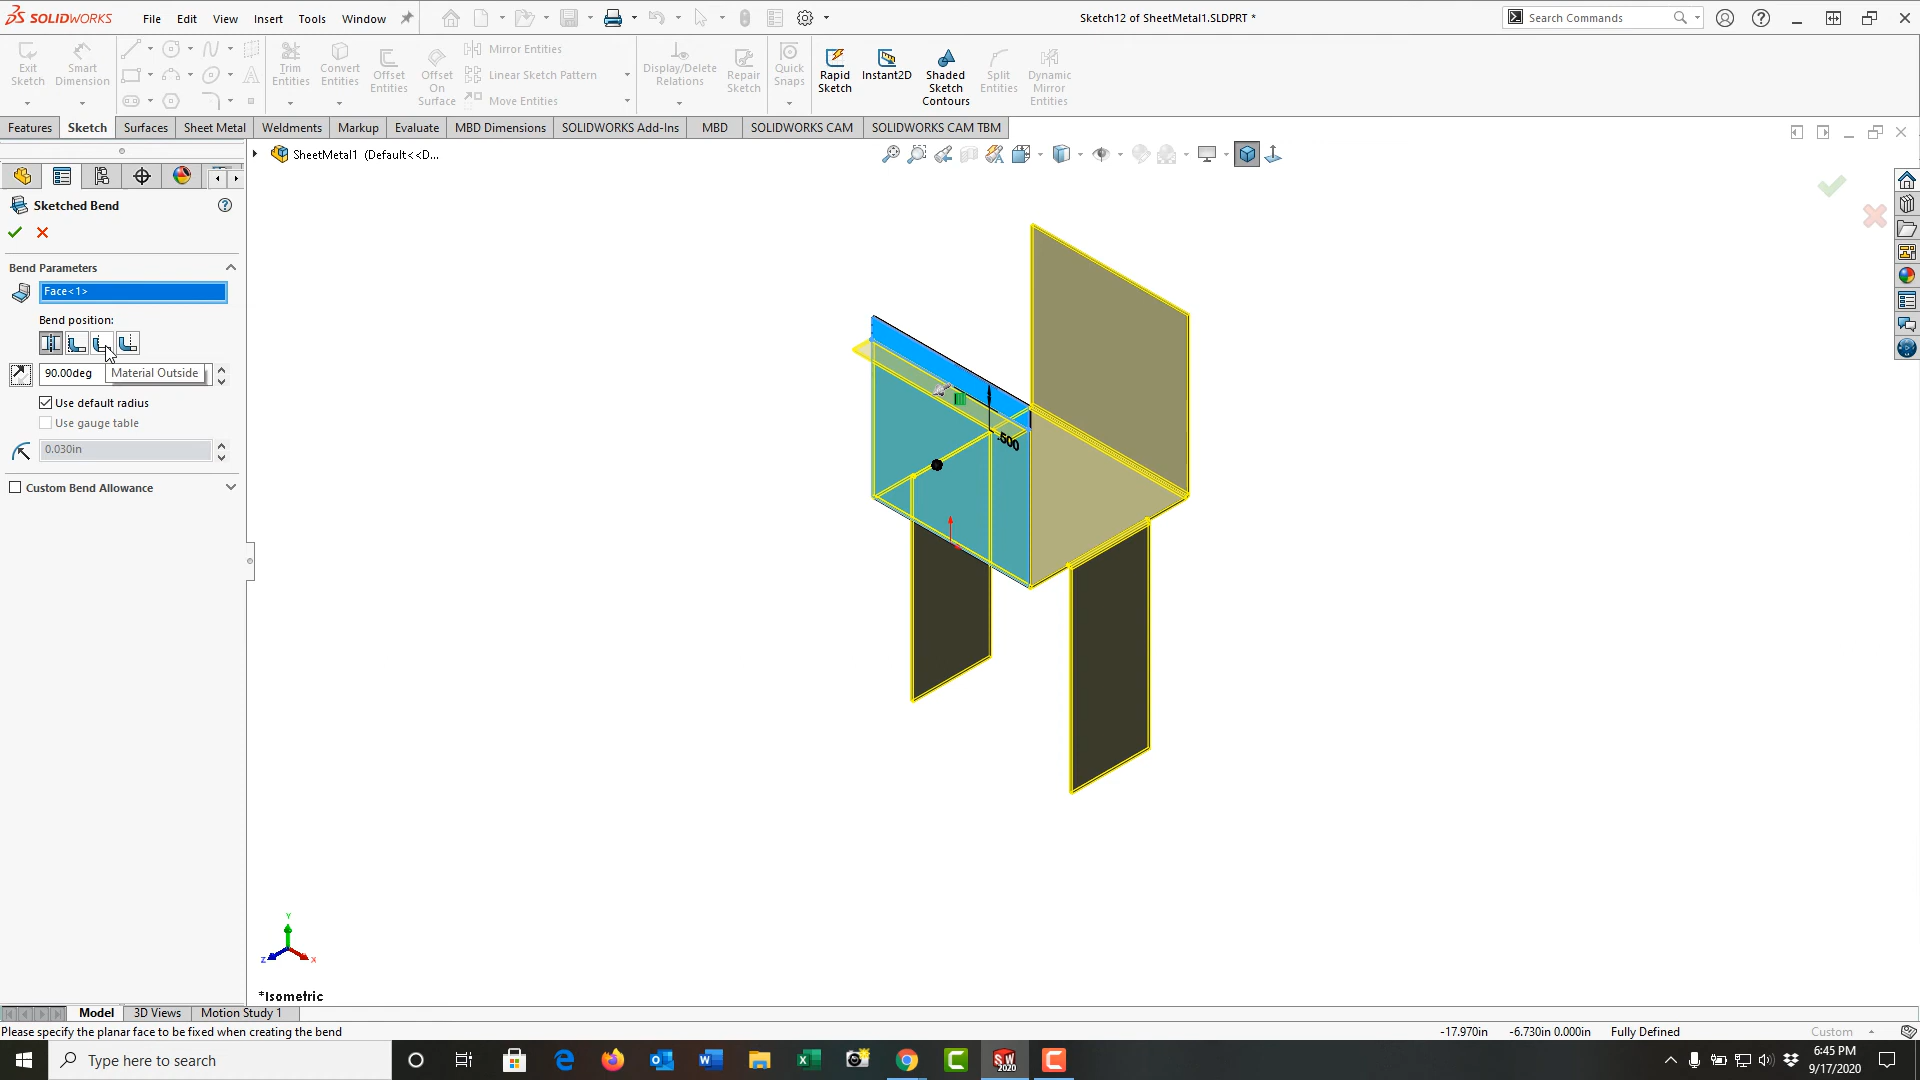 SOLIDWORKS
File Edit View Insert Tools Window
Sketch12 of SheetMetal1.SLDPRT *
Search Commands
Exit Sketch
Smart Dimension
Trim Entities
Convert Entities
Offset Entities
Offset On Surface
Mirror Entities
Linear Sketch Pattern
Move Entities
Display/Delete Relations
Repair Sketch
Quick Snaps
Rapid Sketch
Instant2D
Shaded Sketch Contours
Split Entities
Dynamic Mirror Entities
Features Sketch Surfaces Sheet Metal Weldments Markup Evaluate MBD Dimensions SOLIDWORKS Add-Ins MBD SOLIDWORKS CAM SOLIDWORKS CAM TBM
SheetMetal1 (Default<<D...
Sketched Bend
Bend Parameters
Face<1>
Bend position:
90.00deg
Material Outside
Use default radius
Use gauge table
0.030in
Custom Bend Allowance
.500
Y
Z
X
*Isometric
Model 3D Views Motion Study 1
Please specify the planar face to be fixed when creating the bend
-17.970in -6.730in 0.000in Fully Defined Custom
Type here to search
SW
2020
6:45 PM
9/17/2020